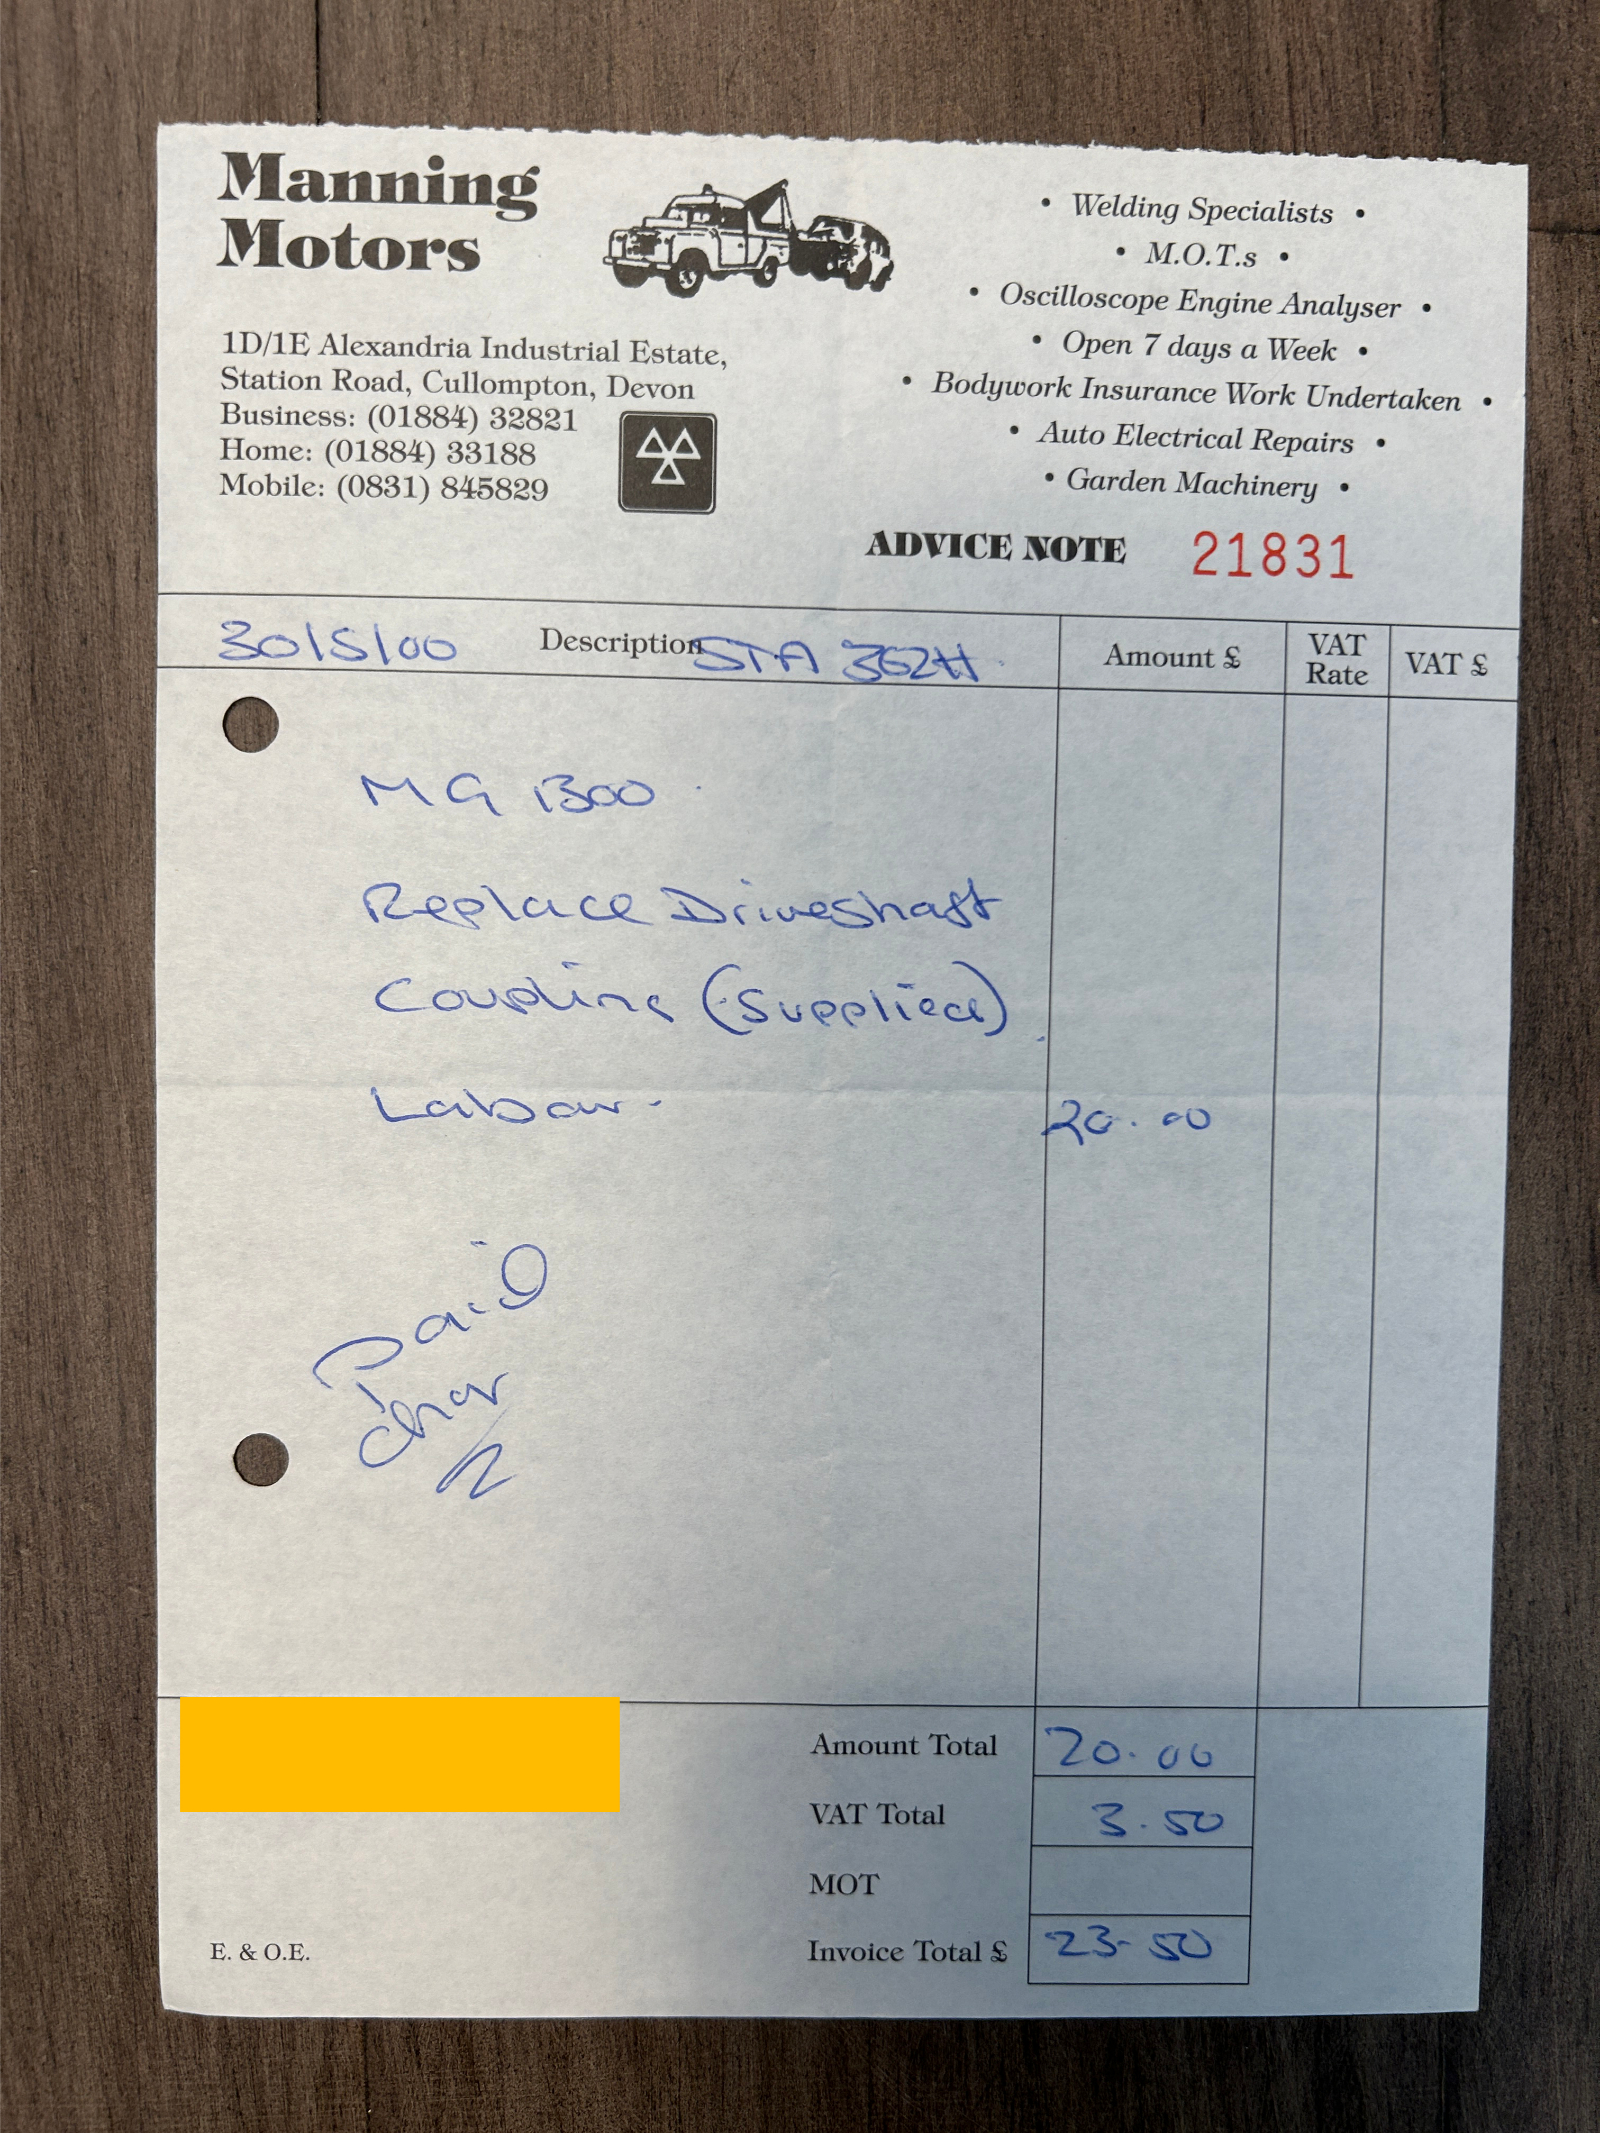 Manning
Motors
1D/1E Alexandria Industrial Estate,
Station Road, Cullompton, Devon
Business: (01884) 32821
Home: (01884) 33188
Mobile: (0831) 845829
• Welding Specialists •
• M.O.T.s •
• Oscilloscope Engine Analyser •
• Open 7 days a Week •
• Bodywork Insurance Work Undertaken •
• Auto Electrical Repairs •
• Garden Machinery •
ADVICE NOTE 21831
30/5/00 Description STA 362H Amount £ VAT Rate VAT £
MG 1300
Replace Driveshaft
Coupling (Supplied)
Labour. 20.00
Paid
Amount Total 20.00
VAT Total 3.50
MOT
Invoice Total £ 23-50
E. & O.E.